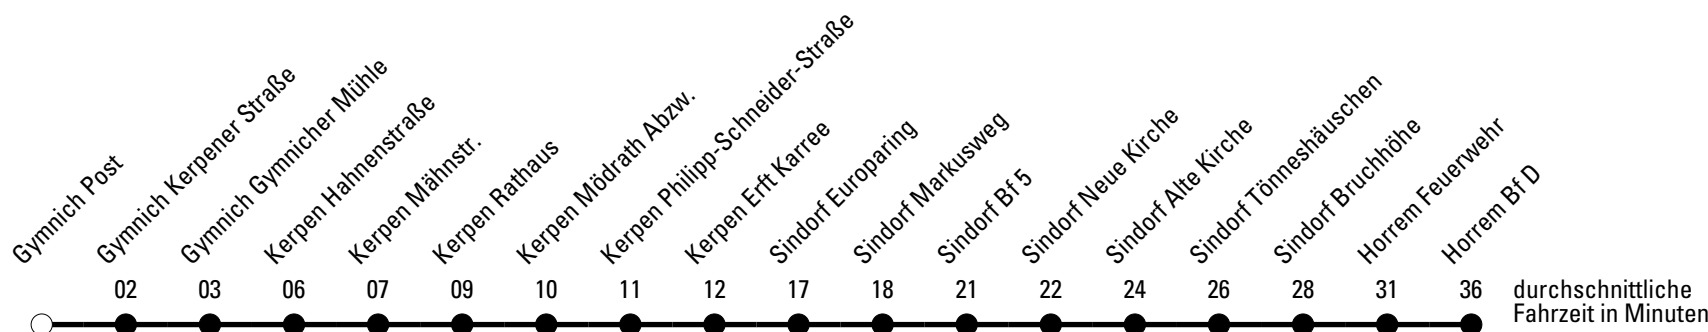 Gymnich Post
Gymnich Kerpener Straße
Gymnich Gymnicher Mühle
Kerpen Hahnenstraße
Kerpen Mähnstr.
Kerpen Rathaus
Kerpen Mödrath Abzw.
Kerpen Philipp-Schneider-Straße
Kerpen Erft Karree
Sindorf Europaring
Sindorf Markusweg
Sindorf Bf 5
Sindorf Neue Kirche
Sindorf Alte Kirche
Sindorf Tönneshäuschen
Sindorf Bruchhöhe
Horrem Feuerwehr
Horrem Bf D
02 03 06 07 09 10 11 12 17 18 21 22 24 26 28 31 36 durchschnittliche
Fahrzeit in Minuten